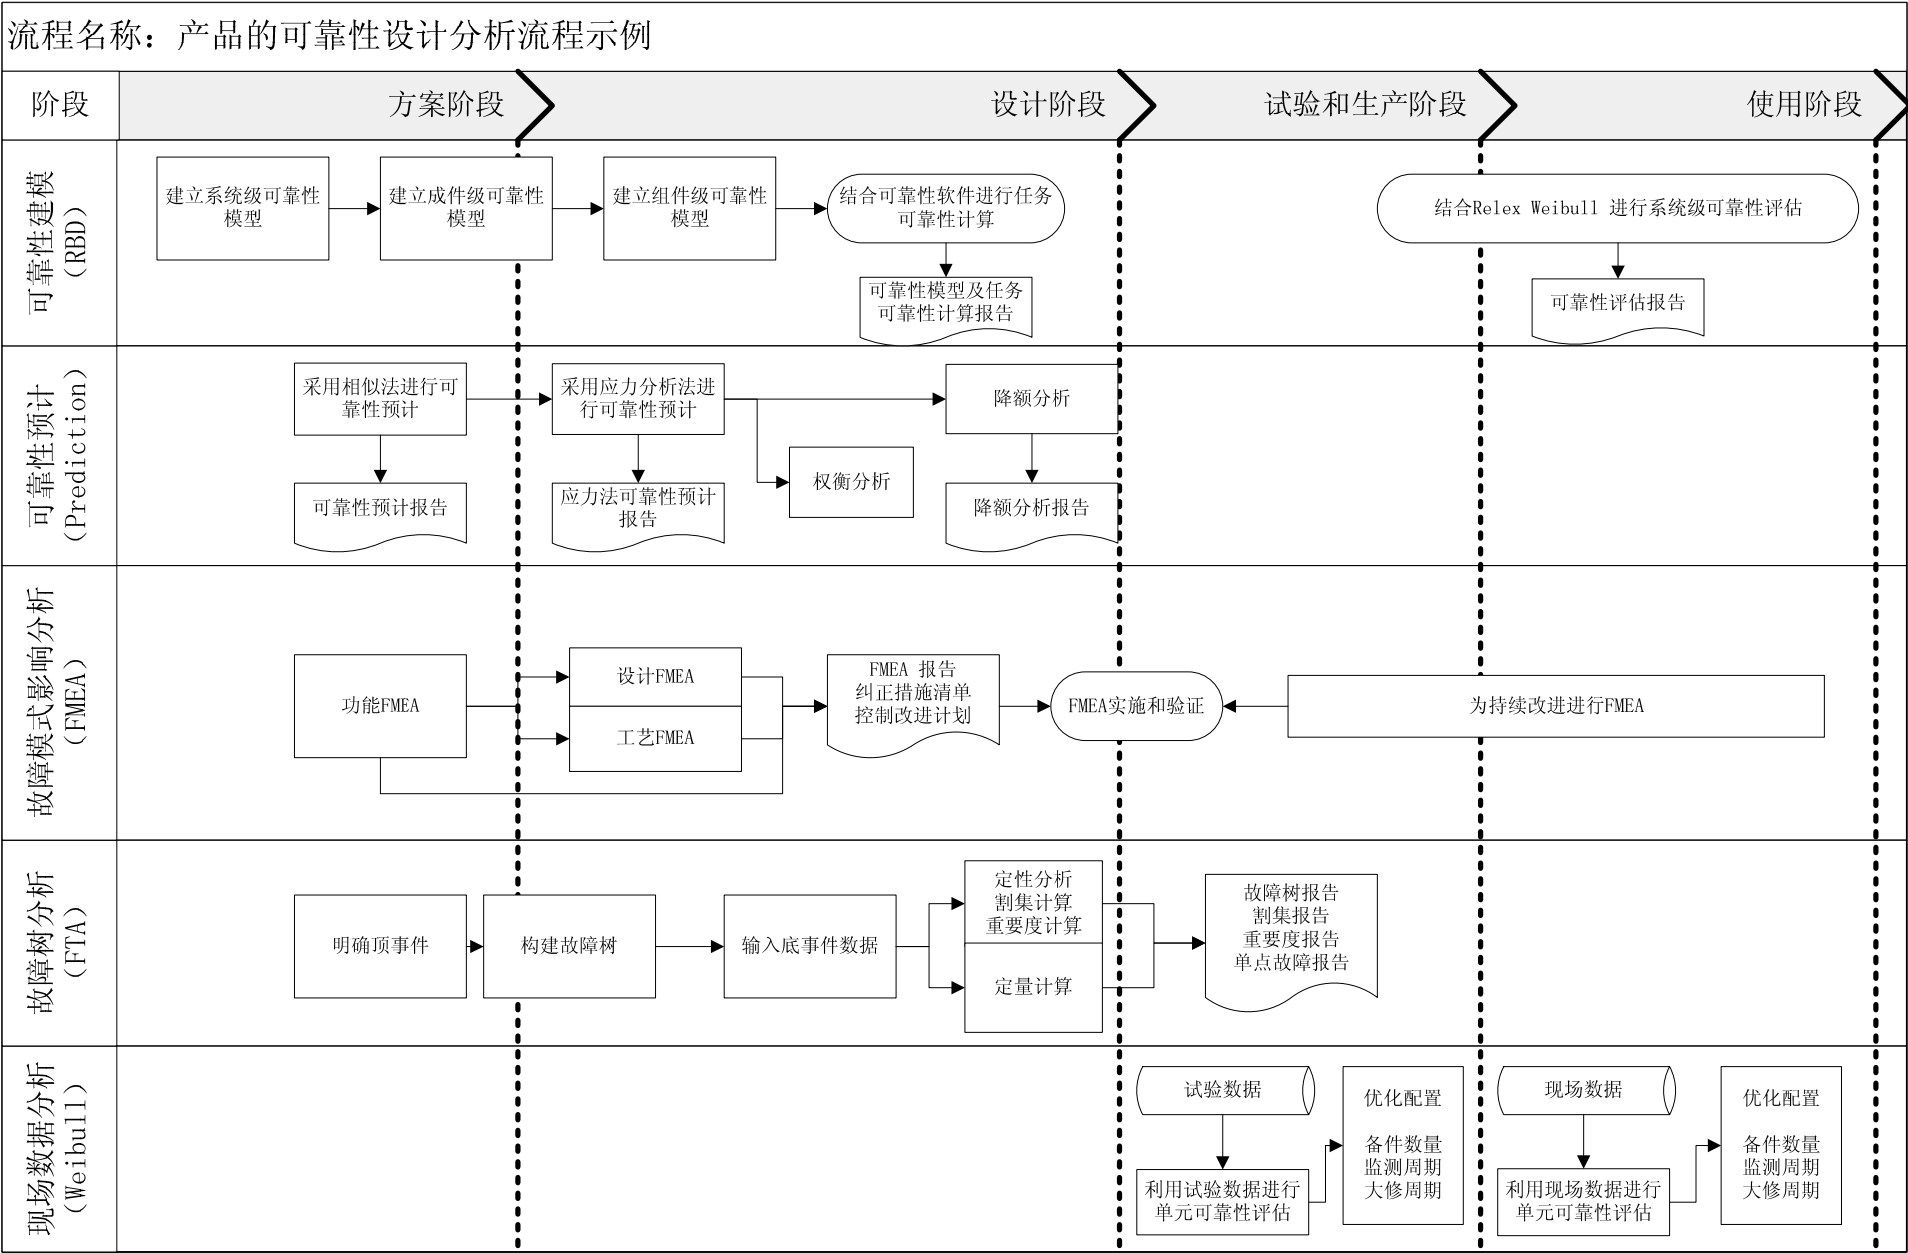 流程名称：产品的可靠性设计分析流程示例
阶段
方案阶段
设计阶段
试验和生产阶段
使用阶段
可靠性建模
(RBD)
建立系统级可靠性
模型
建立成件级可靠性
模型
建立组件级可靠性
模型
结合可靠性软件进行任务
可靠性计算
可靠性模型及任务
可靠性计算报告
结合Relex Weibull 进行系统级可靠性评估
可靠性评估报告
可靠性预计
(Prediction)
采用相似法进行可
靠性预计
可靠性预计报告
采用应力分析法进
行可靠性预计
应力法可靠性预计
报告
权衡分析
降额分析
降额分析报告
故障模式影响分析
(FMEA)
功能FMEA
设计FMEA
工艺FMEA
FMEA 报告
纠正措施清单
控制改进计划
FMEA实施和验证
为持续改进进行FMEA
故障树分析
(FTA)
明确顶事件
构建故障树
输入底事件数据
定性分析
割集计算
重要度计算
定量计算
故障树报告
割集报告
重要度报告
单点故障报告
现场数据分析
(Weibull)
试验数据
利用试验数据进行
单元可靠性评估
优化配置
备件数量
监测周期
大修周期
现场数据
利用现场数据进行
单元可靠性评估
优化配置
备件数量
监测周期
大修周期